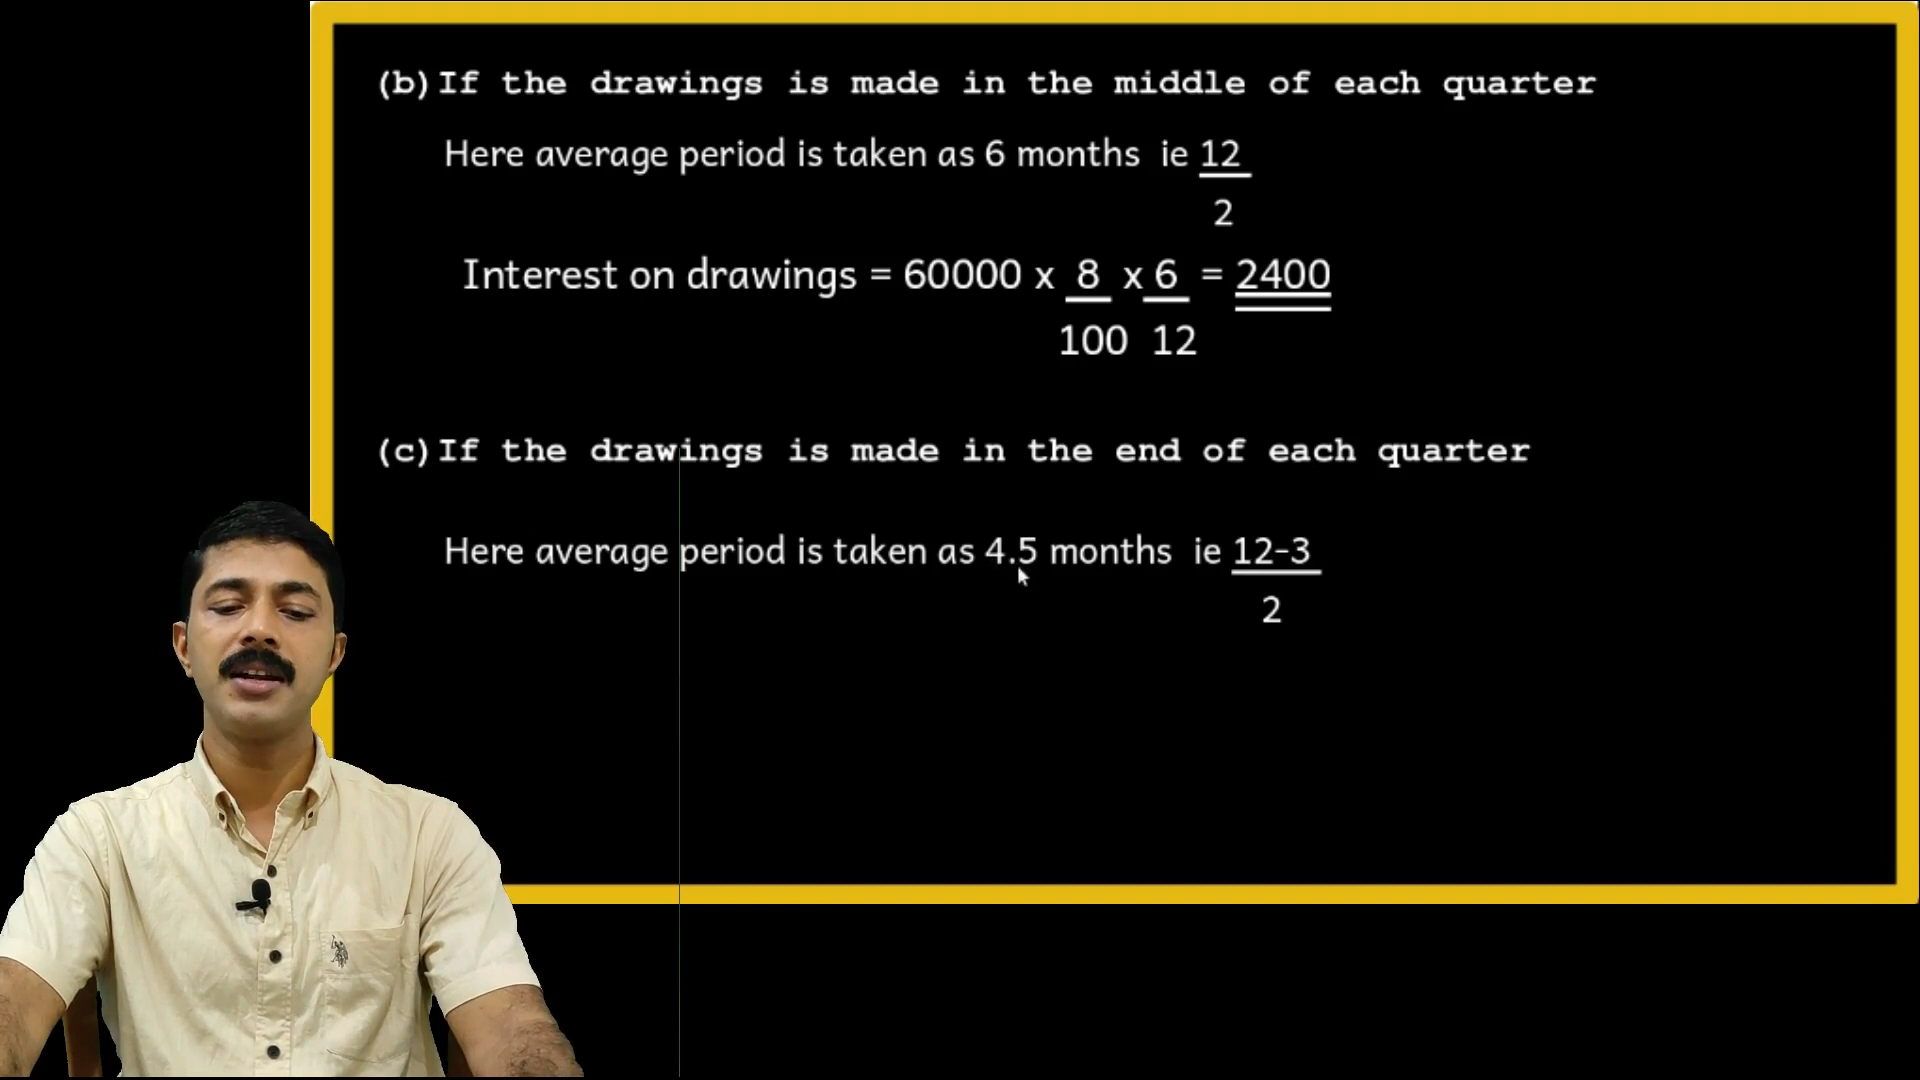 (b) If the drawings is made in the middle of each quarter
Here average period is taken as 6 months ie 12
2
Interest on drawings = 60000 x 8 x 6 = 2400
100 12
(c) If the drawings is made in the end of each quarter
Here average period is taken as 4.5 months ie 12-3
2